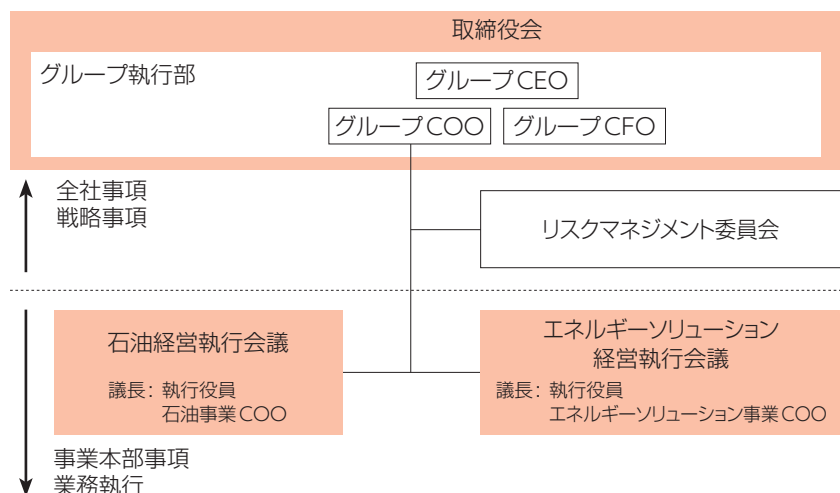 取締役会
グループ執行部
グループCEO
グループCOO
グループCFO
全社事項
戦略事項
リスクマネジメント委員会
石油経営執行会議
議長：執行役員
石油事業COO
エネルギーソリューション
経営執行会議
議長：執行役員
エネルギーソリューション事業COO
事業本部事項
業務執行